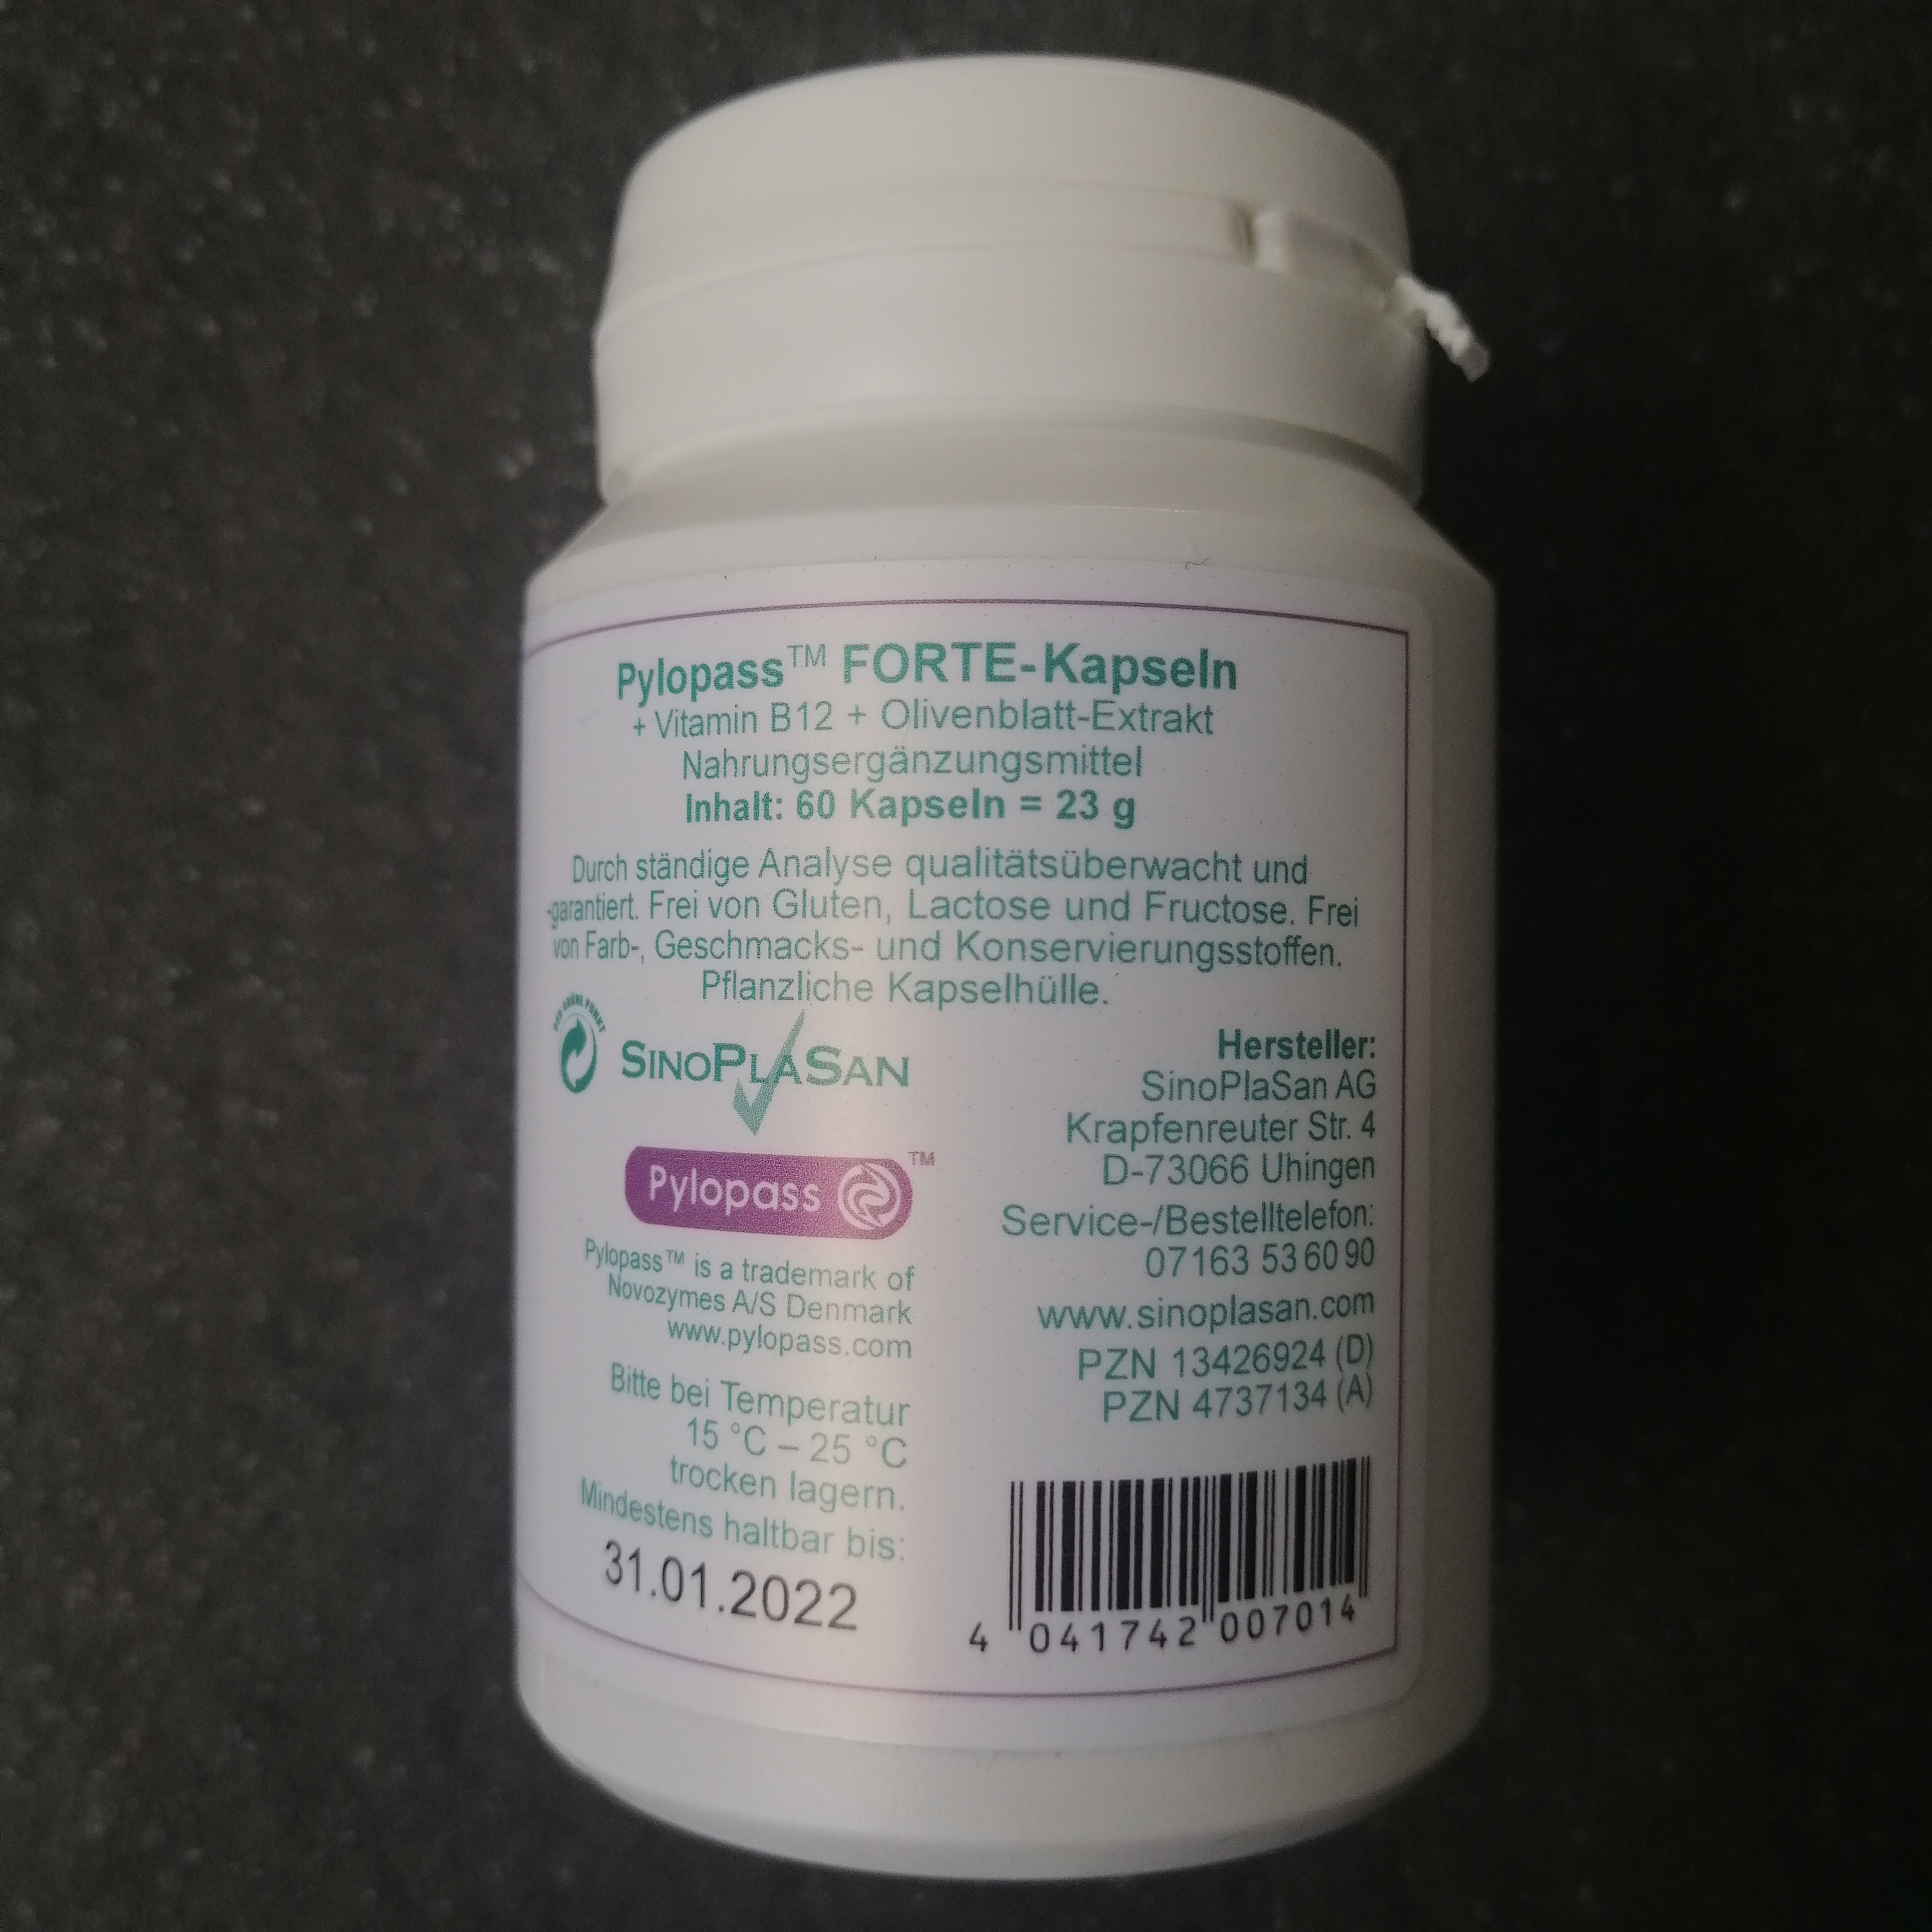 Pylopass™ FORTE-Kapseln
+ Vitamin B12 + Olivenblatt-Extrakt
Nahrungsergänzungsmittel
Inhalt: 60 Kapseln = 23 g
Durch ständige Analyse qualitätsüberwacht und
-garantiert. Frei von Gluten, Lactose und Fructose. Frei
von Farb-, Geschmacks- und Konservierungsstoffen.
Pflanzliche Kapselhülle.
DER GRÜNE PUNKT
SINOPLASAN
Pylopass™
Pylopass™ is a trademark of
Novozymes A/S Denmark
www.pylopass.com
Bitte bei Temperatur
15 °C – 25 °C
trocken lagern.
Mindestens haltbar bis:
31.01.2022
Hersteller:
SinoPlaSan AG
Krapfenreuter Str. 4
D-73066 Uhingen
Service-/Bestelltelefon:
07163 53 60 90
www.sinoplasan.com
PZN 13426924 (D)
PZN 4737134 (A)
4 041742 007014